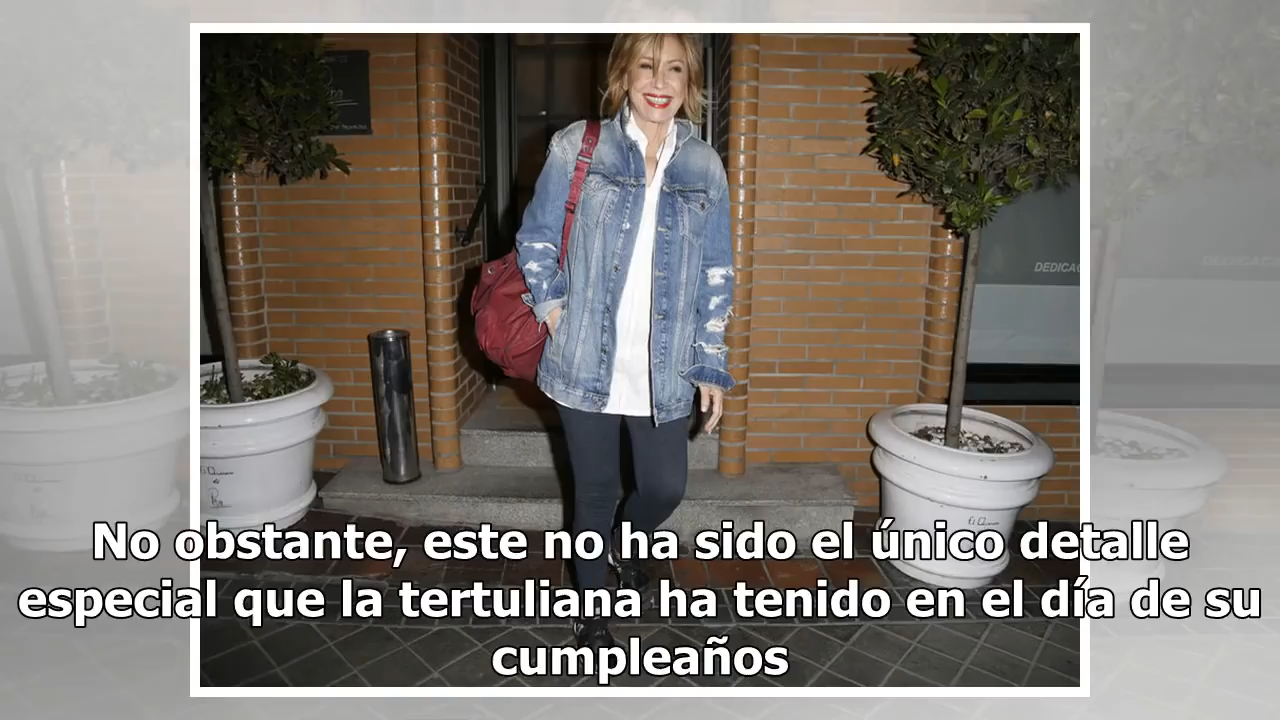 DEDICAC
No obstante, este no ha sido el único detalle
especial que la tertuliana ha tenido en el día de su
cumpleaños